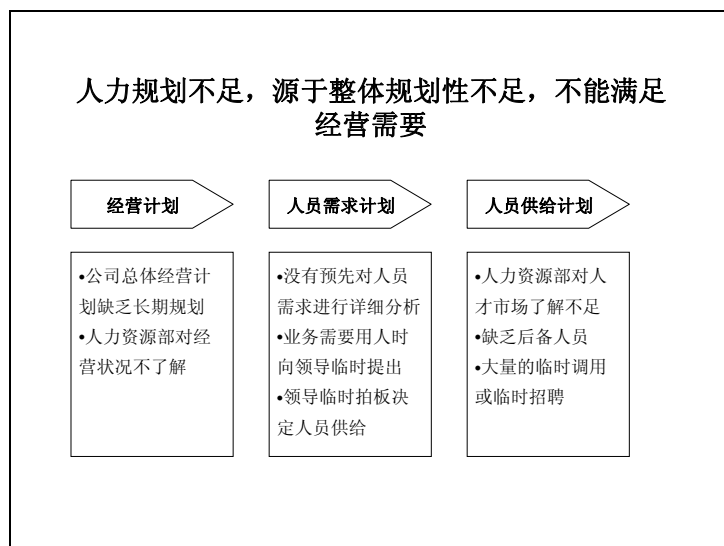 人力规划不足，源于整体规划性不足，不能满足
经营需要
经营计划
人员需求计划
人员供给计划
•公司总体经营计
划缺乏长期规划
•人力资源部对经
营状况不了解
•没有预先对人员
需求进行详细分析
•业务需要用人时
向领导临时提出
•领导临时拍板决
定人员供给
•人力资源部对人
才市场了解不足
•缺乏后备人员
•大量的临时调用
或临时招聘